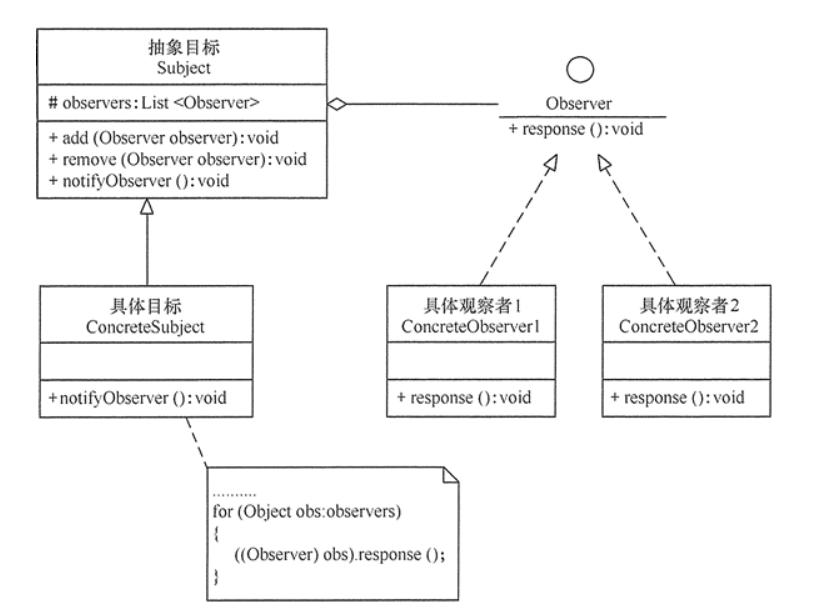 抽象目标
Subject
# observers:List <Observer>
+ add (Observer observer):void
+ remove (Observer observer):void
+ notifyObserver ():void
Observer
+ response ():void
具体目标
ConcreteSubject
+notifyObserver ():void
具体观察者1
ConcreteObserver1
+ response ():void
具体观察者2
ConcreteObserver2
+ response ():void
..........
for (Object obs:observers)
{
((Observer) obs).response ();
}